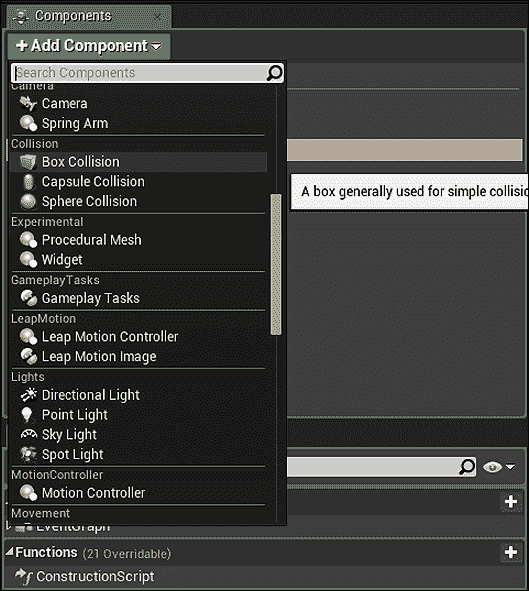 Components
Add Component
Search Components
Camera
Camera
Spring Arm
Collision
Box Collision
Capsule Collision
Sphere Collision
A box generally used for simple collisio
Experimental
Procedural Mesh
Widget
GameplayTasks
Gameplay Tasks
LeapMotion
Leap Motion Controller
Leap Motion Image
Lights
Directional Light
Point Light
Sky Light
Spot Light
MotionController
Motion Controller
Movement
EventGraph
Functions (21 Overridable)
ConstructionScript